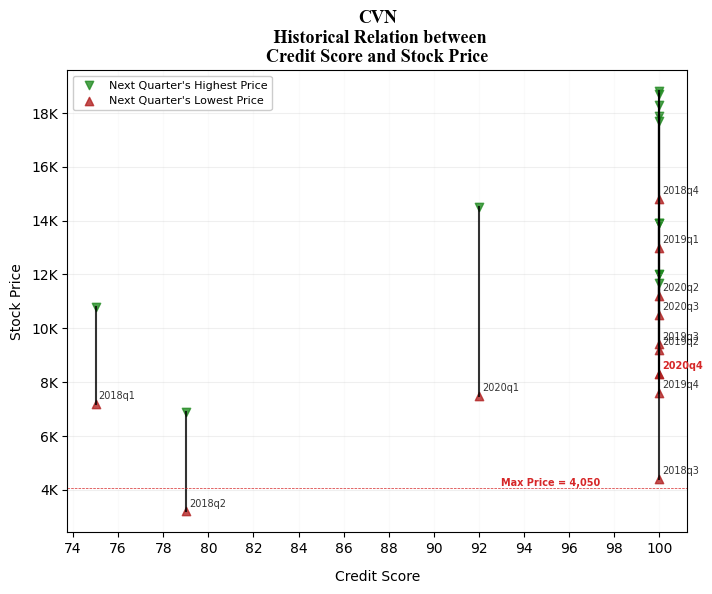 CVN
Historical Relation between
Credit Score and Stock Price
Next Quarter's Highest Price
Next Quarter's Lowest Price
Stock Price
18K
16K
14K
12K
10K
8K
6K
4K
2018q4
2019q1
2020q2
2020q3
2019q3
2019q2
2020q4
2019q4
2018q1
2020q1
2018q3
2018q2
Max Price = 4,050
74 76 78 80 82 84 86 88 90 92 94 96 98 100
Credit Score